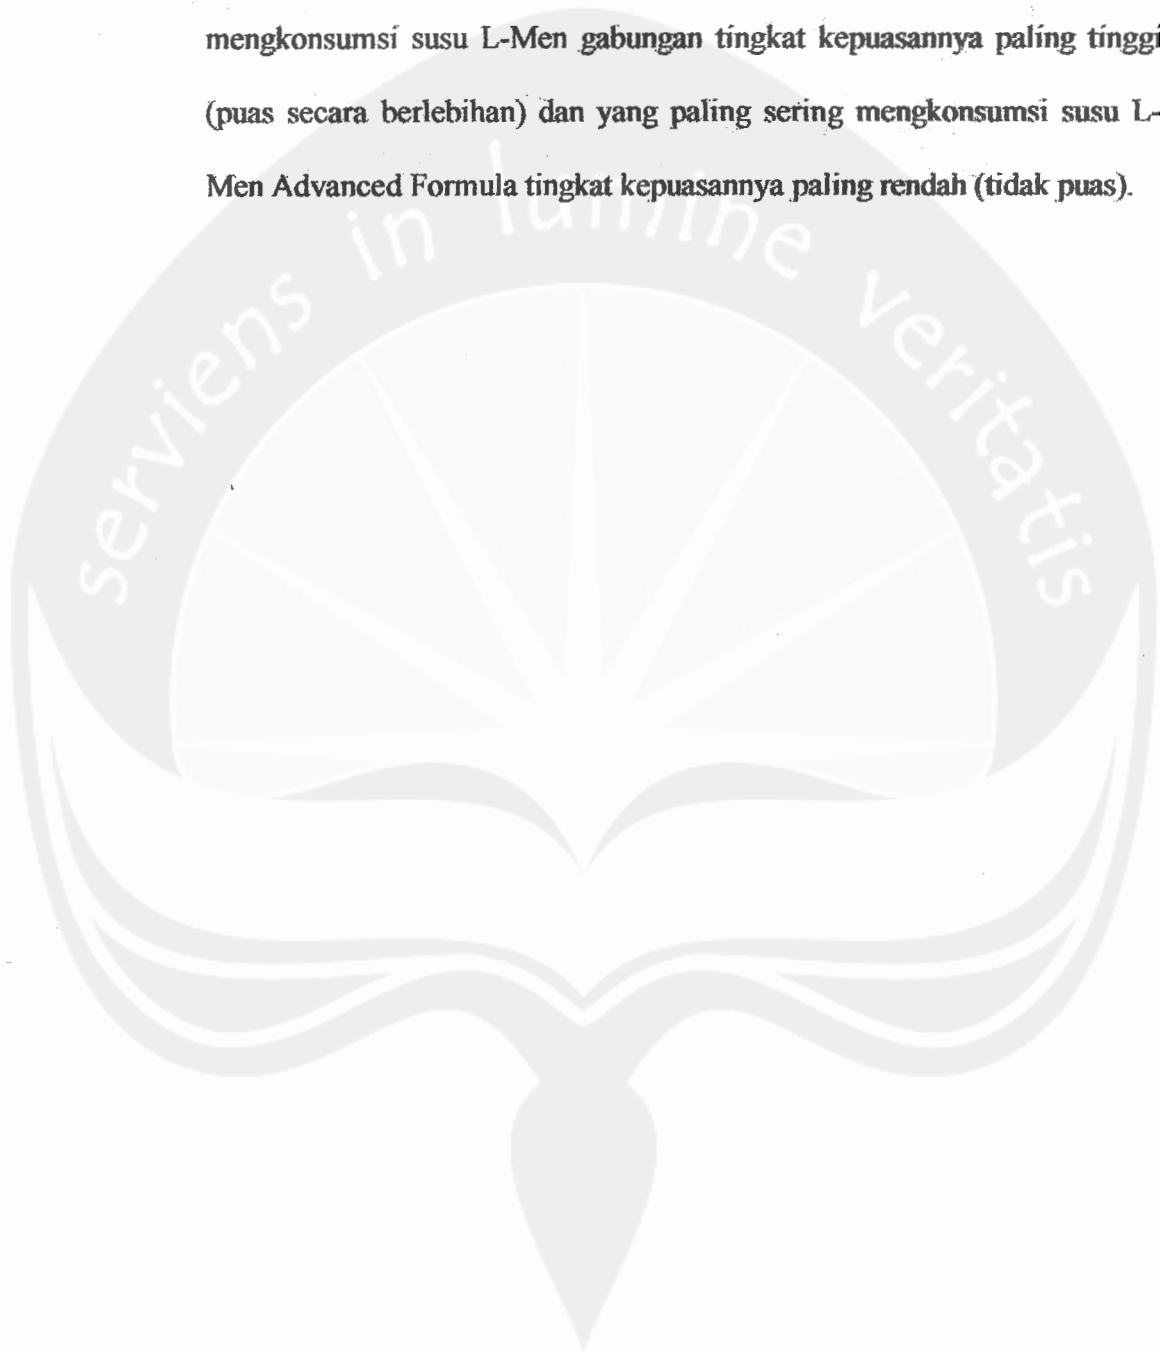 mengkonsumsi susu L-Men gabungan tingkat kepuasannya paling tinggi
(puas secara berlebihan) dan yang paling sering mengkonsumsi susu L-
Men Advanced Formula tingkat kepuasannya paling rendah (tidak puas).
serviens in lumine veritatis